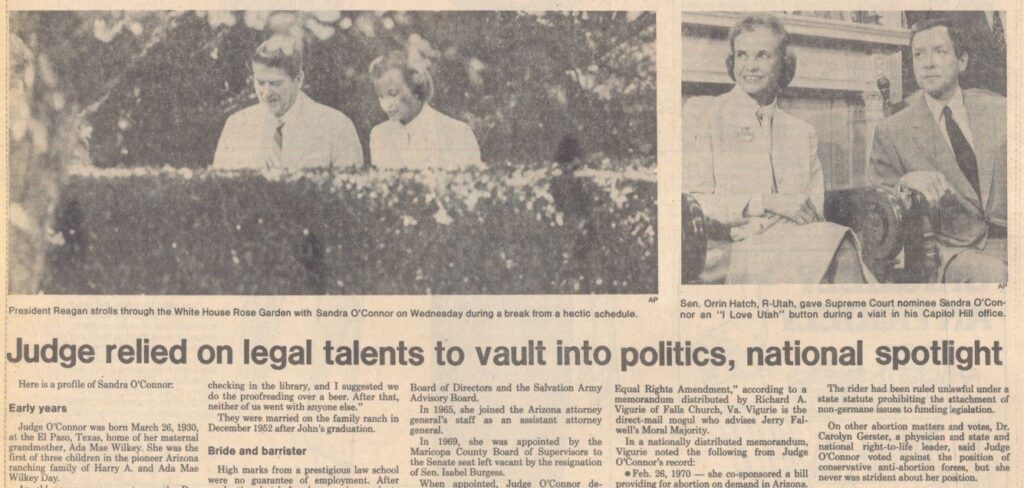 I ♥ UTAH
AP
AP
President Reagan strolls through the White House Rose Garden with Sandra O'Connor on Wednesday during a break from a hectic schedule.
Sen. Orrin Hatch, R-Utah, gave Supreme Court nominee Sandra O'Con-
nor an "I Love Utah" button during a visit in his Capitol Hill office.
Judge relied on legal talents to vault into politics, national spotlight
Here is a profile of Sandra O'Connor:
Early years
Judge O'Connor was born March 26, 1930,
at the El Paso, Texas, home of her maternal
grandmother, Ada Mae Wilkey. She was the
first of three children in the pioneer Arizona
ranching family of Harry A. and Ada Mae
Wilkey Day.
checking in the library, and I suggested we
do the proofreading over a beer. After that,
neither of us went with anyone else."
They were married on the family ranch in
December 1952 after John's graduation.
Bride and barrister
High marks from a prestigious law school
were no guarantee of employment. After
Board of Directors and the Salvation Army
Advisory Board.
In 1965, she joined the Arizona attorney
general's staff as an assistant attorney
general.
In 1969, she was appointed by the
Maricopa County Board of Supervisors to
the Senate seat left vacant by the resignation
of Sen. Isabel Burgess.
When appointed, Judge O'Connor de-
Equal Rights Amendment," according to a
memorandum distributed by Richard A.
Vigurie of Falls Church, Va. Vigurie is the
direct-mail mogul who advises Jerry Fal-
well's Moral Majority.
In a nationally distributed memorandum,
Vigurie noted the following from Judge
O'Connor's record:
● Feb. 26, 1970 — she co-sponsored a bill
providing for abortion on demand in Arizona.
The rider had been ruled unlawful under a
state statute prohibiting the attachment of
non-germane issues to funding legislation.
On other abortion matters and votes, Dr.
Carolyn Gerster, a physician and state and
national right-to-life leader, said Judge
O'Connor voted against the position of
conservative anti-abortion forces, but she
never was strident about her position.